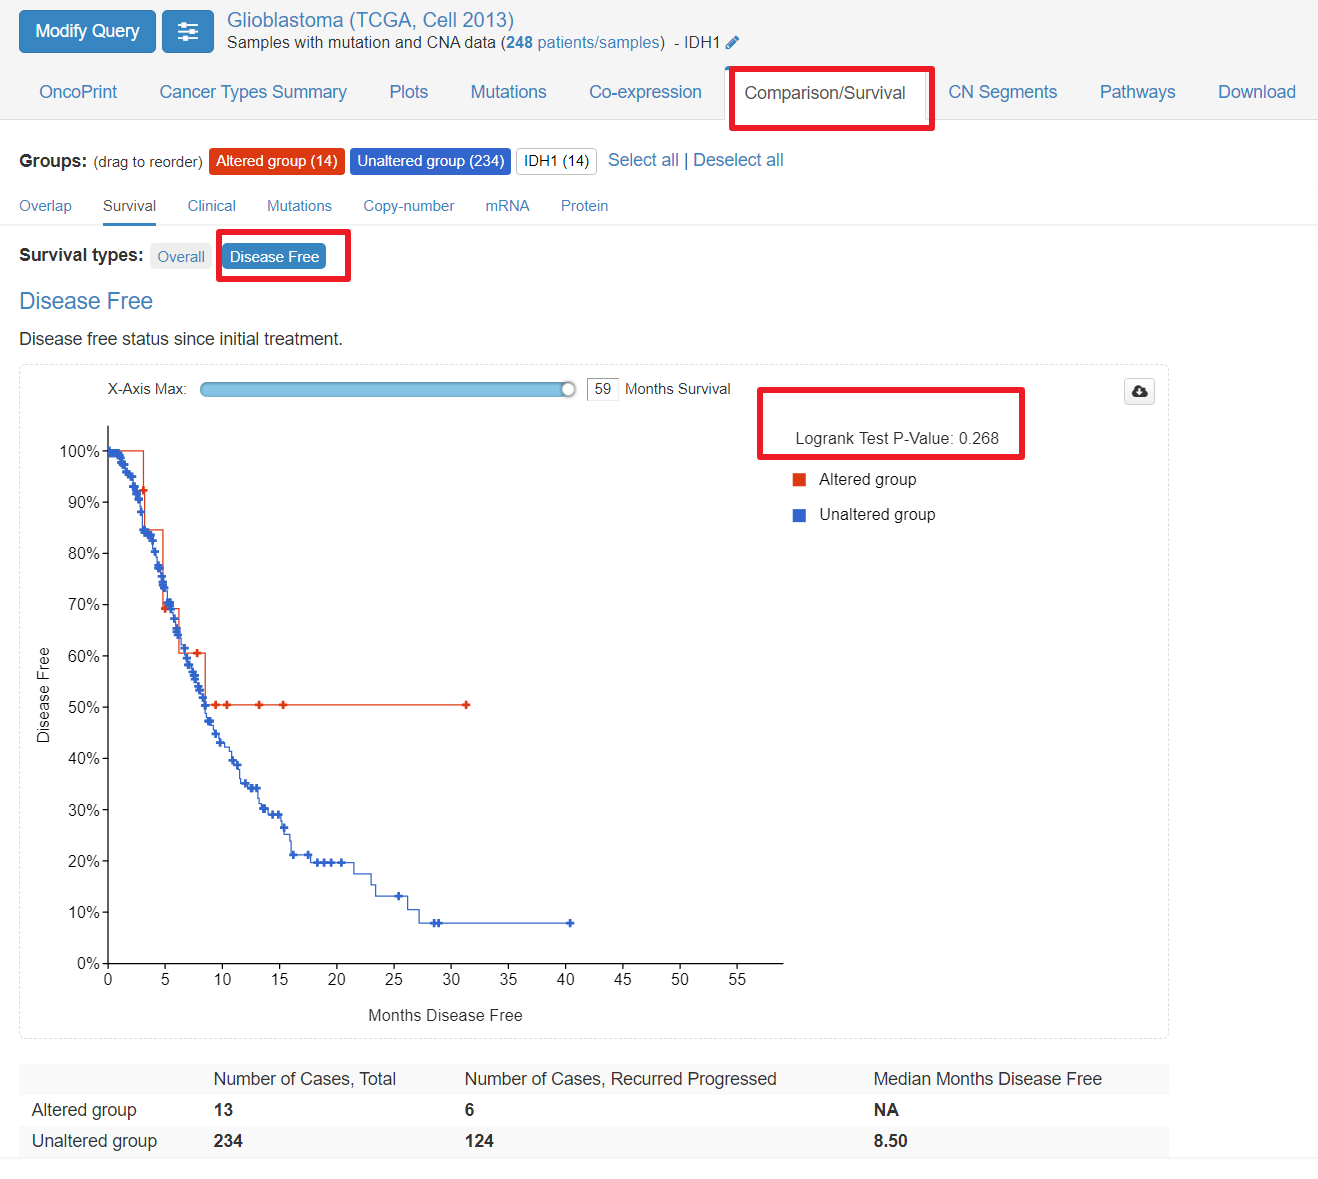 Modify Query
Glioblastoma (TCGA, Cell 2013)
Samples with mutation and CNA data (248 patients/samples) - IDH1
OncoPrint Cancer Types Summary Plots Mutations Co-expression Comparison/Survival CN Segments Pathways Download
Groups: (drag to reorder) Altered group (14) Unaltered group (234) IDH1 (14) Select all | Deselect all
Overlap Survival Clinical Mutations Copy-number mRNA Protein
Survival types: Overall Disease Free
Disease Free
Disease free status since initial treatment.
X-Axis Max: 59 Months Survival
Logrank Test P-Value: 0.268
Altered group
Unaltered group
100%
90%
80%
70%
60%
50%
40%
30%
20%
10%
0%
Disease Free
0 5 10 15 20 25 30 35 40 45 50 55
Months Disease Free
Number of Cases, Total Number of Cases, Recurred Progressed Median Months Disease Free
Altered group 13 6 NA
Unaltered group 234 124 8.50